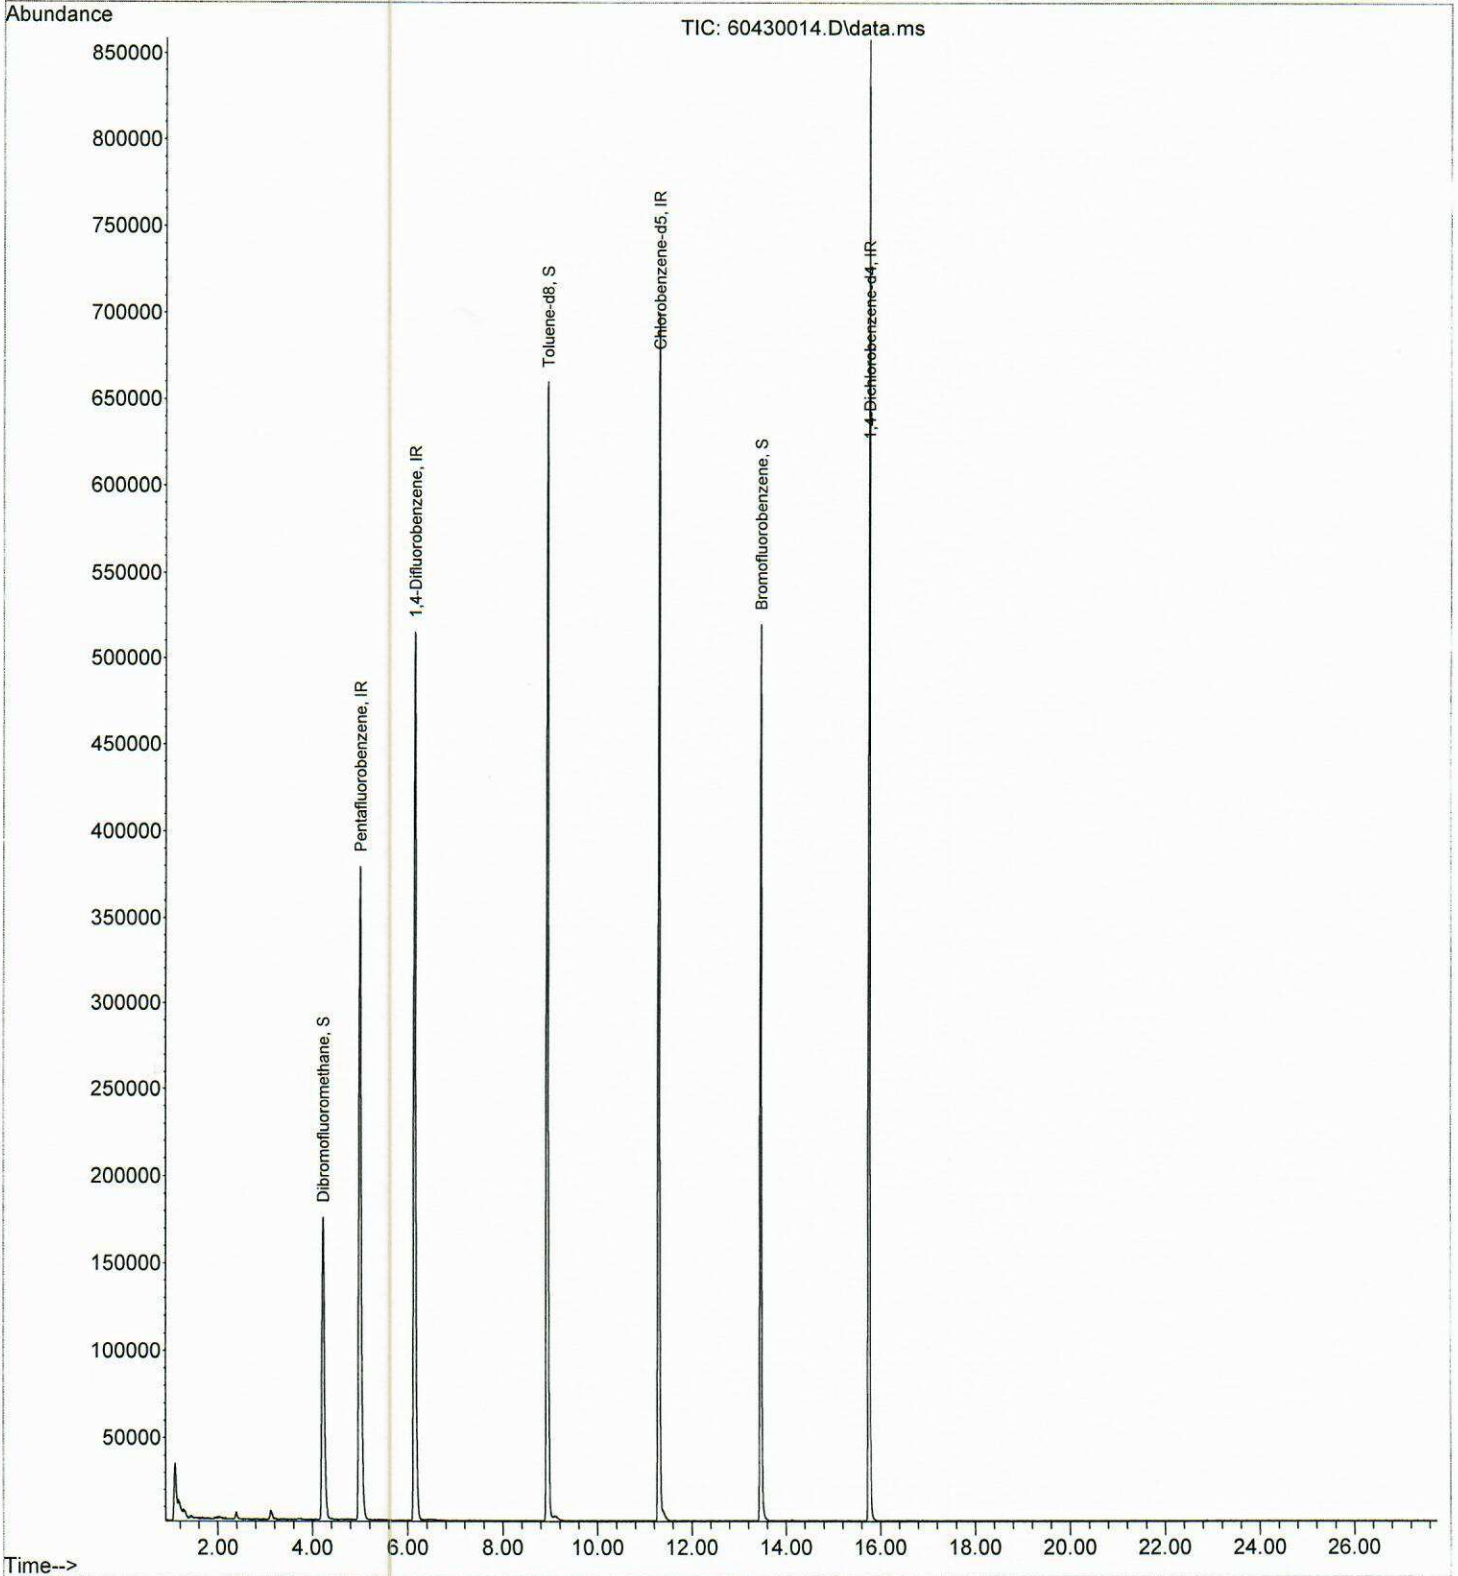 Abundance
TIC: 60430014.D\data.ms
850000
800000
750000
700000
650000
600000
550000
500000
450000
400000
350000
300000
250000
200000
150000
100000
50000
Dibromofluoromethane, S
Pentafluorobenzene, IR
1,4-Difluorobenzene, IR
Toluene-d8, S
Chlorobenzene-d5, IR
Bromofluorobenzene, S
1,4-Dichlorobenzene-d4, IR
2.00 4.00 6.00 8.00 10.00 12.00 14.00 16.00 18.00 20.00 22.00 24.00 26.00
Time-->